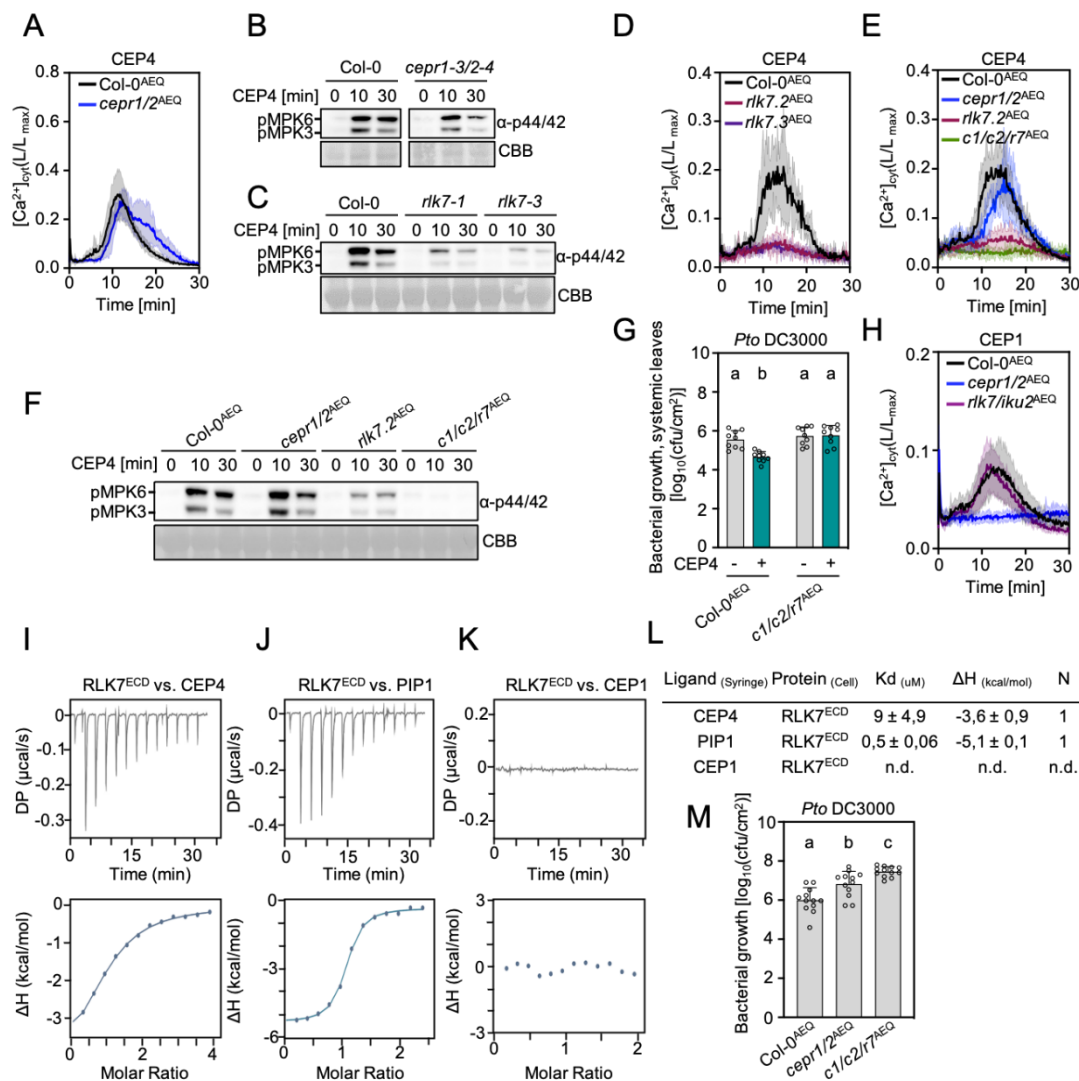 A
CEP4
Col-0AEQ
cepr1/2AEQ
[Ca2+]cyt(L/L max)
0.8
0.6
0.4
0.2
0.0
0 10 20 30
Time [min]
B
Col-0 cepr1-3/2-4
CEP4 [min] 0 10 30 0 10 30
pMPK6
pMPK3
α-p44/42
CBB
C
Col-0 rlk7-1 rlk7-3
CEP4 [min] 0 10 30 0 10 30 0 10 30
pMPK6
pMPK3
α-p44/42
CBB
D
CEP4
Col-0AEQ
rlk7.2AEQ
rlk7.3AEQ
[Ca2+]cyt(L/L max)
0.4
0.3
0.2
0.1
0.0
0 10 20 30
Time [min]
E
CEP4
Col-0AEQ
cepr1/2AEQ
rlk7.2AEQ
c1/c2/r7AEQ
[Ca2+]cyt(L/L max)
0.4
0.3
0.2
0.1
0.0
0 10 20 30
Time [min]
F
Col-0AEQ cepr1/2AEQ rlk7.2AEQ c1/c2/r7AEQ
CEP4 [min] 0 10 30 0 10 30 0 10 30 0 10 30
pMPK6
pMPK3
α-p44/42
CBB
G
Pto DC3000
Bacterial growth, systemic leaves
[log10(cfu/cm2)]
10
8
6
4
2
0
a b a a
CEP4 - + - +
Col-0AEQ c1/c2/r7AEQ
H
CEP1
Col-0AEQ
cepr1/2AEQ
rlk7/iku2AEQ
[Ca2+]cyt(L/Lmax)
0.2
0.1
0.0
0 10 20 30
Time [min]
I
RLK7ECD vs. CEP4
DP (µcal/s)
0
-0.1
-0.2
-0.3
0 15 30
Time (min)
ΔH (kcal/mol)
0
-1
-2
-3
0 2 4
Molar Ratio
J
RLK7ECD vs. PIP1
DP (µcal/s)
0
-0.2
-0.4
0 15 30
Time (min)
ΔH (kcal/mol)
0
-3
-6
0 1 2
Molar Ratio
K
RLK7ECD vs. CEP1
DP (µcal/s)
0.2
0
-0.2
0 10 20 30
Time (min)
ΔH (kcal/mol)
3
0
-3
0 1 2
Molar Ratio
L
Ligand (Syringe) Protein (Cell) Kd (uM) ΔH (kcal/mol) N
CEP4 RLK7ECD 9 ± 4,9 -3,6 ± 0,9 1
PIP1 RLK7ECD 0,5 ± 0,06 -5,1 ± 0,1 1
CEP1 RLK7ECD n.d. n.d. n.d.
M
Pto DC3000
Bacterial growth [log10(cfu/cm2)]
10
8
6
4
2
0
a b c
Col-0AEQ
cepr1/2AEQ
c1/c2/r7AEQ